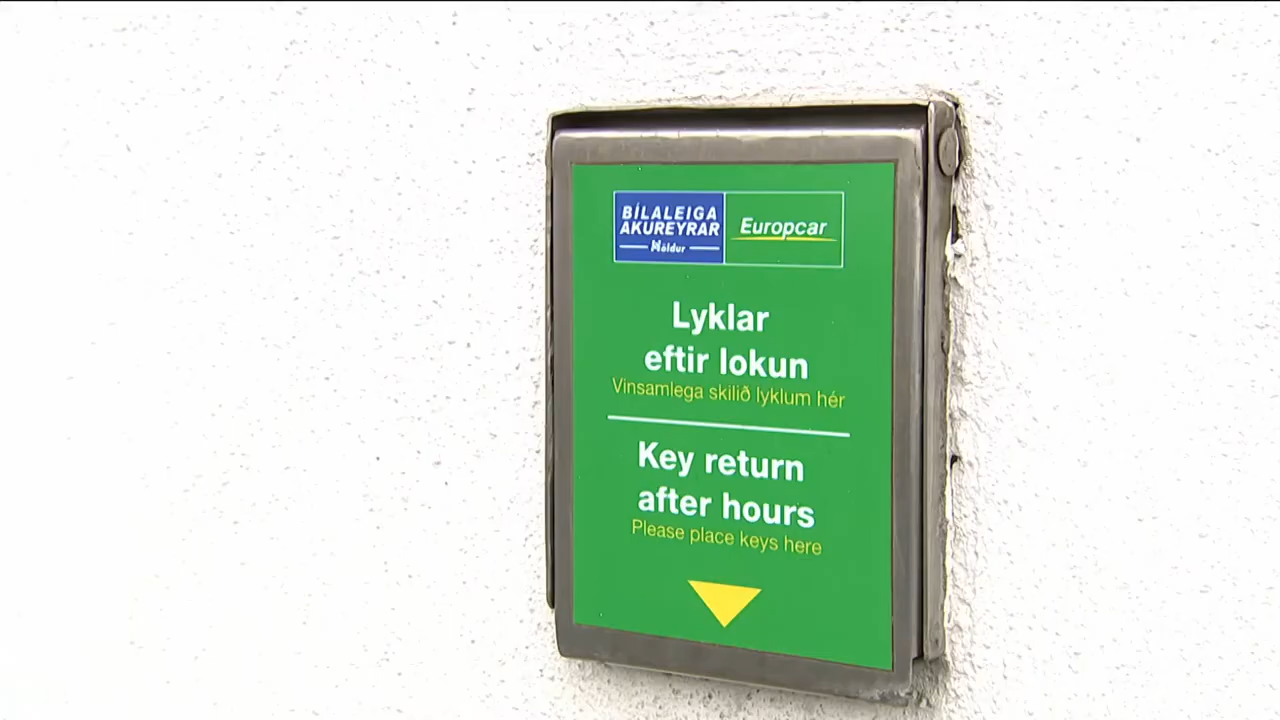 BÍLALEIGA
AKUREYRAR
Höldur
Europcar
Lyklar
eftir lokun
Vinsamlega skilið lyklum hér
Key return
after hours
Please place keys here